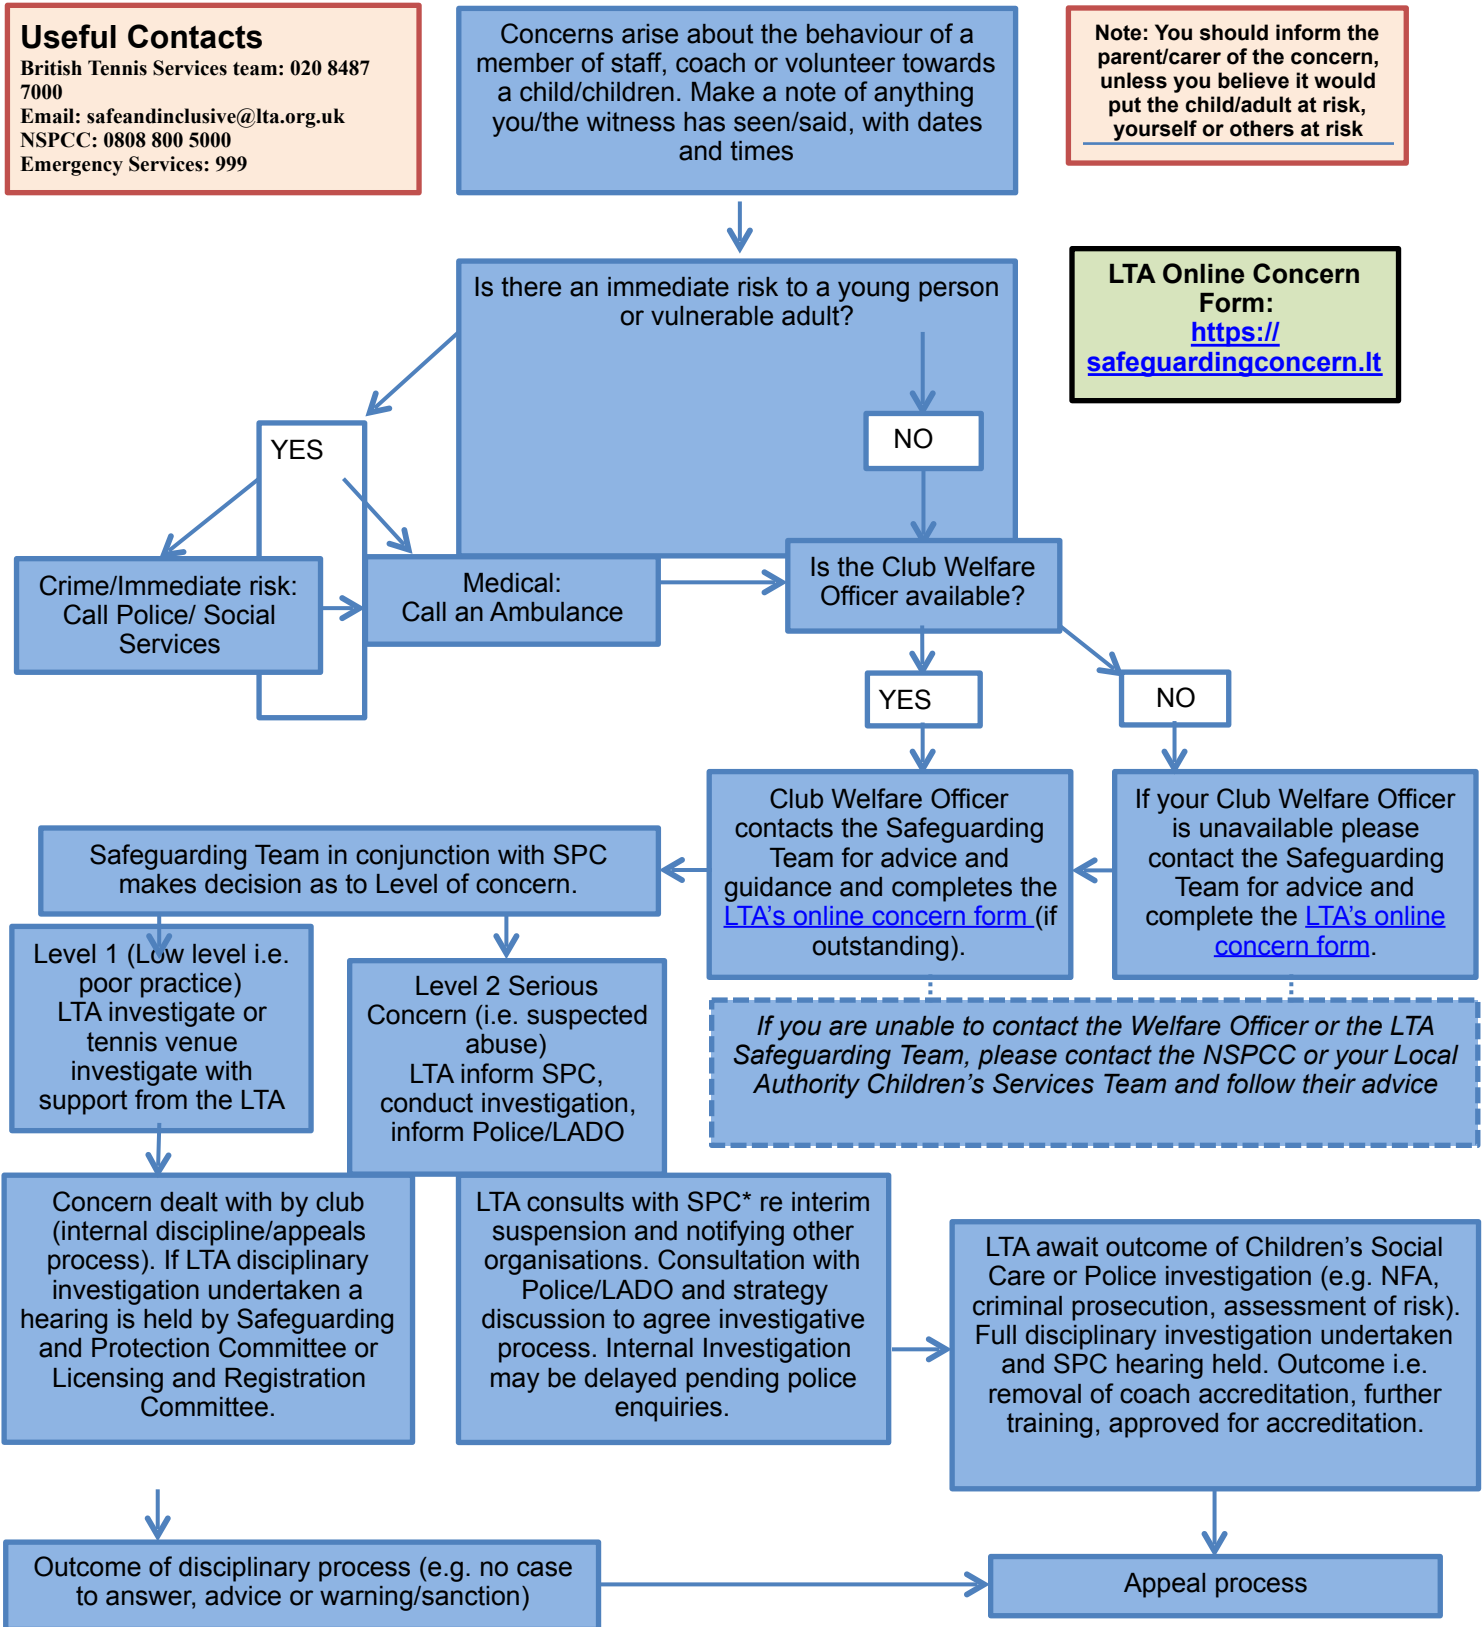 Useful Contacts
British Tennis Services team: 020 8487
7000
Email: safeandinclusive@lta.org.uk
NSPCC: 0808 800 5000
Emergency Services: 999
Concerns arise about the behaviour of a
member of staff, coach or volunteer towards
a child/children. Make a note of anything
you/the witness has seen/said, with dates
and times
Note: You should inform the
parent/carer of the concern,
unless you believe it would
put the child/adult at risk,
yourself or others at risk
Is there an immediate risk to a young person
or vulnerable adult?
LTA Online Concern
Form:
https://
safeguardingconcern.lt
YES
NO
Crime/Immediate risk:
Call Police/ Social
Services
Medical:
Call an Ambulance
Is the Club Welfare
Officer available?
YES
NO
Club Welfare Officer
contacts the Safeguarding
Team for advice and
guidance and completes the
LTA's online concern form (if
outstanding).
If your Club Welfare Officer
is unavailable please
contact the Safeguarding
Team for advice and
complete the LTA's online
concern form.
Safeguarding Team in conjunction with SPC
makes decision as to Level of concern.
Level 1 (Low level i.e.
poor practice)
LTA investigate or
tennis venue
investigate with
support from the LTA
Level 2 Serious
Concern (i.e. suspected
abuse)
LTA inform SPC,
conduct investigation,
inform Police/LADO
If you are unable to contact the Welfare Officer or the LTA
Safeguarding Team, please contact the NSPCC or your Local
Authority Children's Services Team and follow their advice
Concern dealt with by club
(internal discipline/appeals
process). If LTA disciplinary
investigation undertaken a
hearing is held by Safeguarding
and Protection Committee or
Licensing and Registration
Committee.
LTA consults with SPC* re interim
suspension and notifying other
organisations. Consultation with
Police/LADO and strategy
discussion to agree investigative
process. Internal Investigation
may be delayed pending police
enquiries.
LTA await outcome of Children's Social
Care or Police investigation (e.g. NFA,
criminal prosecution, assessment of risk).
Full disciplinary investigation undertaken
and SPC hearing held. Outcome i.e.
removal of coach accreditation, further
training, approved for accreditation.
Outcome of disciplinary process (e.g. no case
to answer, advice or warning/sanction)
Appeal process